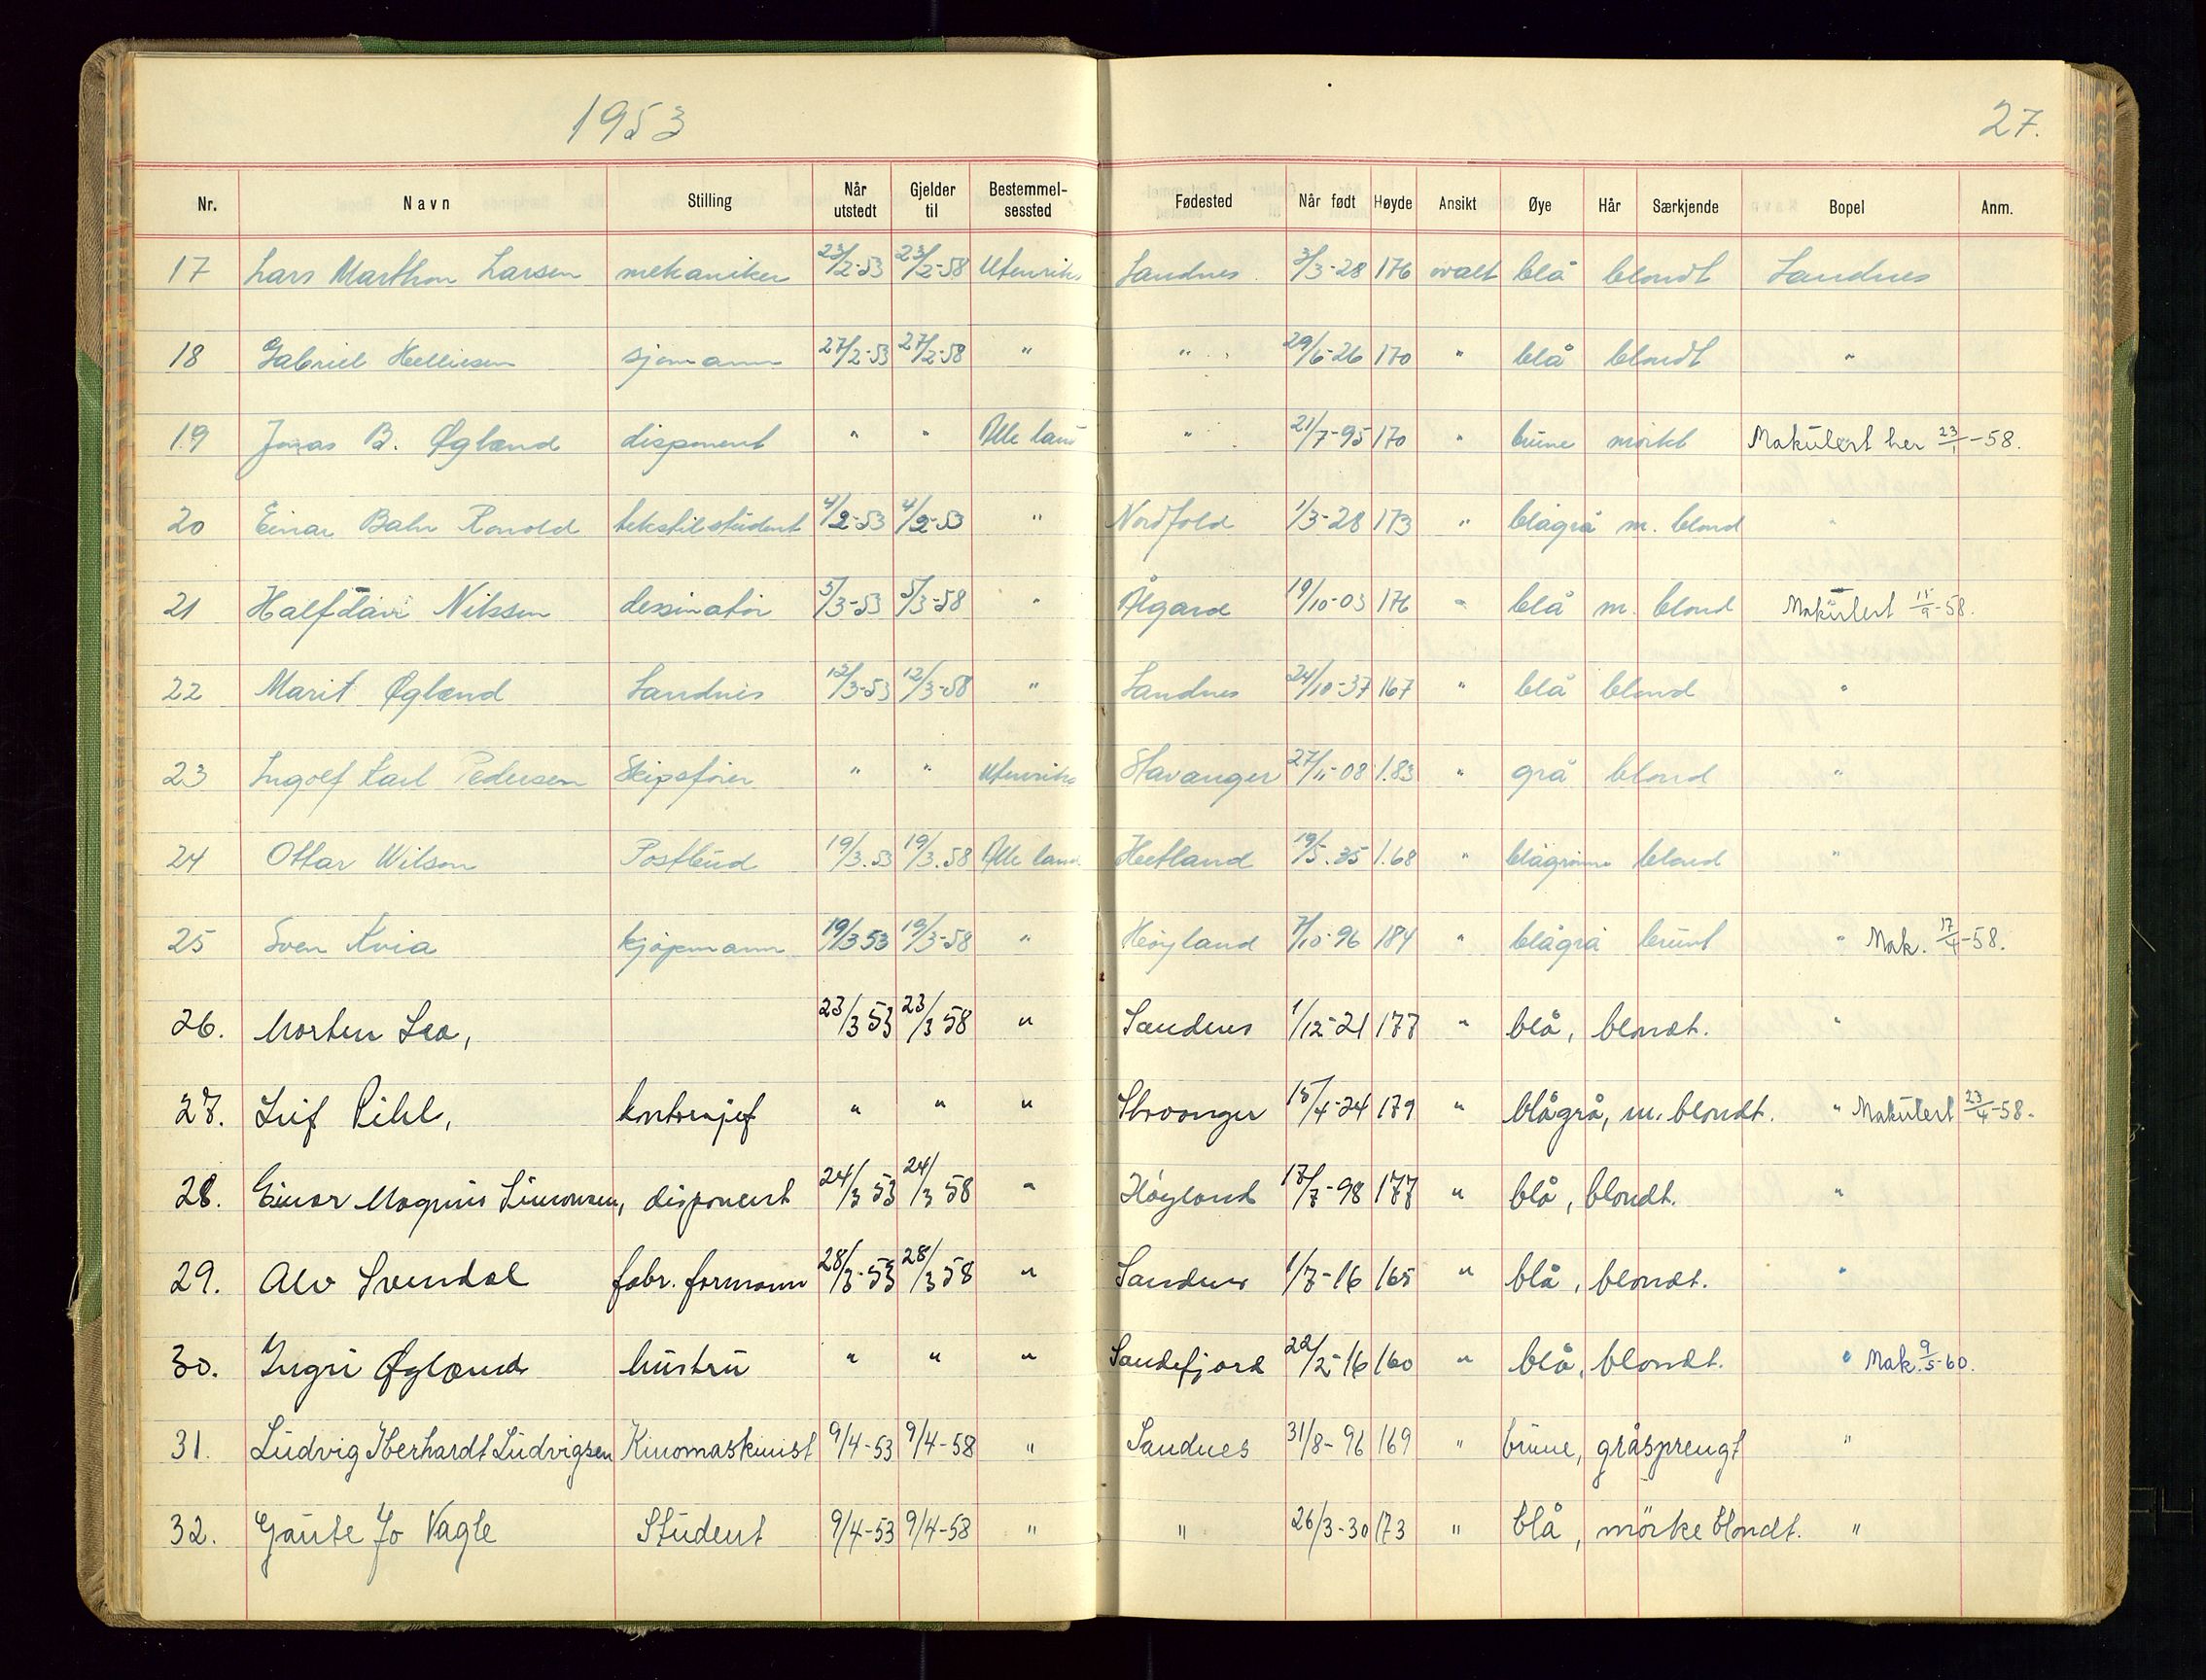 1953
27.
Nr. Navn Stilling Når utstedt Gjelder til Bestemmelsessted Fødested Når født Høyde Ansikt Øye Hår Særkjende Bopel Anm.
17 Lars Marthon Larsen mekaniker 23/2-53 23/2-58 Utenriks Sandnes 3/3-28 176 ovalt blå blondt Sandnes
18 Gabriel Helliesen sjømann 27/2-53 27/2-58 " " 29/6-26 170 " blå blondt "
19 Jonas B. Øglænd disponent " " Alle land " 21/7-95 170 " brune mørkt Makulert her 23/1-58.
20 Einar Bahr Ronold tekstilstudent 4/2-53 4/2-53 " Nordfold 1/3-28 173 " blågrå m. blond "
21 Halfdan Nilssen dessinatør 5/3-53 5/3-58 " Ålgård 19/10-03 176 " blå m. blond Makulert 15/9-58.
22 Marit Øglænd Sandnes 12/3-53 12/3-58 " Sandnes 24/10-37 167 " blå blond "
23 Ingolf Karl Pedersen Skipsfører " " Utenriks Stavanger 27/11-08 1.83 " grå blond "
24 Ottar Wilson Postbud 19/3.53 19/3.58 Alle land Hetland 19/5.35 1.68 " blågrønne blond "
25 Sven Kvia kjøpmann 19/3 53 19/3-58 " Høyland 7/10-96 184 " blågrå brunt " Mak. 17/4-58.
26. Morten Lea, 23/3 53 23/3 58 " Sandnes 1/12-21 177 " blå, blondt. "
27. Leif Pihl, kontorsjef " " " Stavanger 15/4-24 179 " blågrå, m. blondt. " Makulert 23/4-58.
28. Einar Magnus Simonsen, disponent 24/3 53 24/3 58 " Høyland 17/7-98 177 " blå, blondt. "
29. Alv Svendal fabr. formann 28/3-53 28/3 58 " Sandnes 1/7-16 165 " blå, blondt. "
30. Ingri Øglænd hustru " " " Sandefjord 22/2-16 160 " blå, blondt. " Mak. 9/5-60.
31. Ludvig Iberhardt Ludvigsen Kinomaskinist 9/4-53 9/4-58 " Sandnes 31/8-96 169 " brune, gråsprengt "
32. Gaute Jo Vagle Student 9/4-53 9/4-58 " " 26/3-30 173 " blå, mörke blondt. "